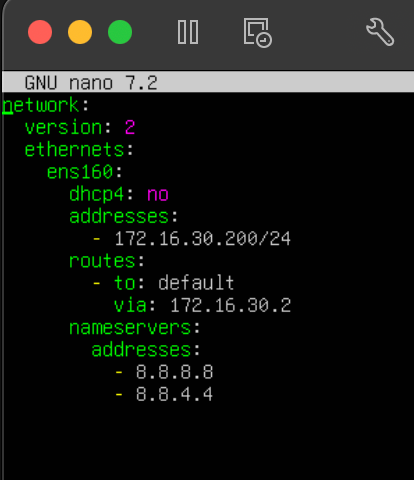 GNU nano 7.2
network:
  version: 2
  ethernets:
    ens160:
      dhcp4: no
      addresses:
        - 172.16.30.200/24
      routes:
        - to: default
          via: 172.16.30.2
      nameservers:
        addresses:
          - 8.8.8.8
          - 8.8.4.4